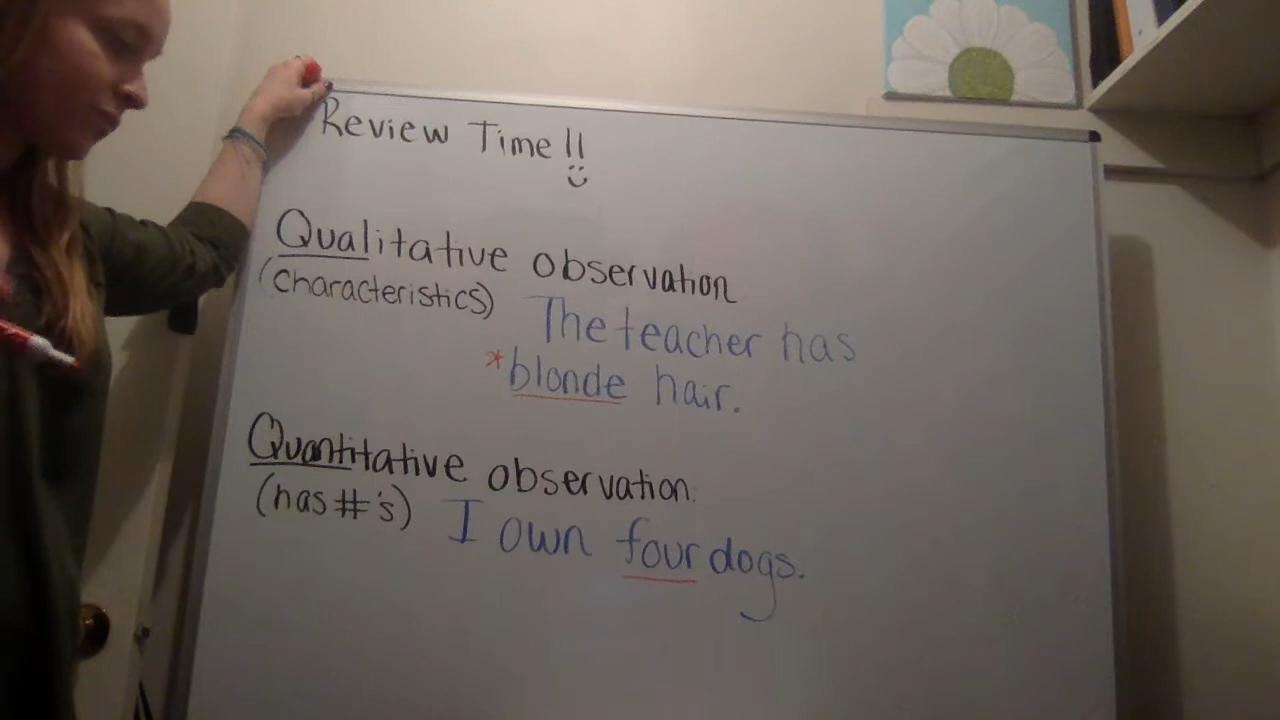 Review Time!!
Qualitative observation
(characteristics) The teacher has
*blonde hair.
Quantitative observation
(has #'s) I own four dogs.